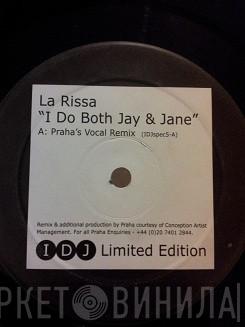 La Rissa
"I Do Both Jay & Jane"
A: Praha's Vocal Remix (IDJspec5-A)
Remix & additional production by Praha courtesy of Conception Artist
Management. For all Praha Enquiries - +44 (0)20 7401 2844.
IDJ Limited Edition
РКЕТ ВИНИЛА